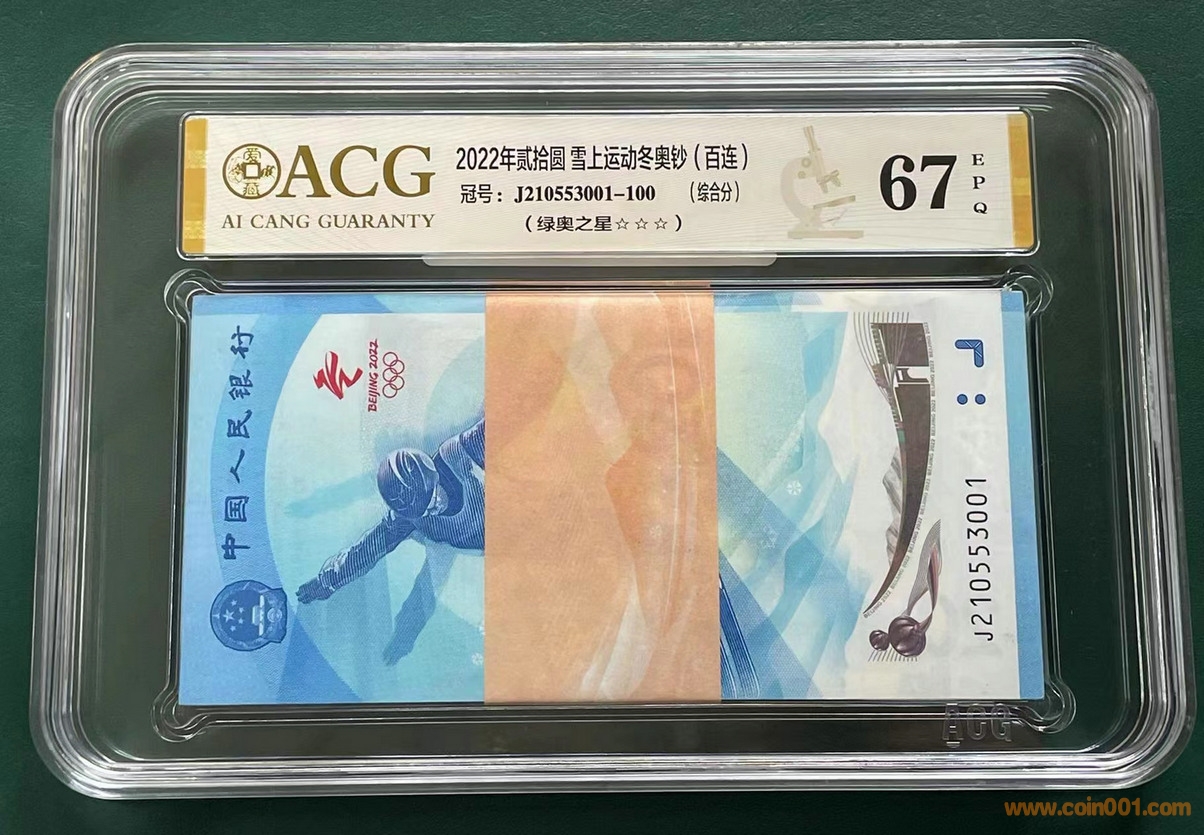 爱藏
ACG
AI CANG GUARANTY
2022年贰拾圆 雪上运动冬奥钞（百连）
冠号：J210553001-100 （综合分）
（绿奥之星☆☆☆）
67
EPQ
中国人民银行
BEIJING 2022
J210553001
ACG
www.coin001.com